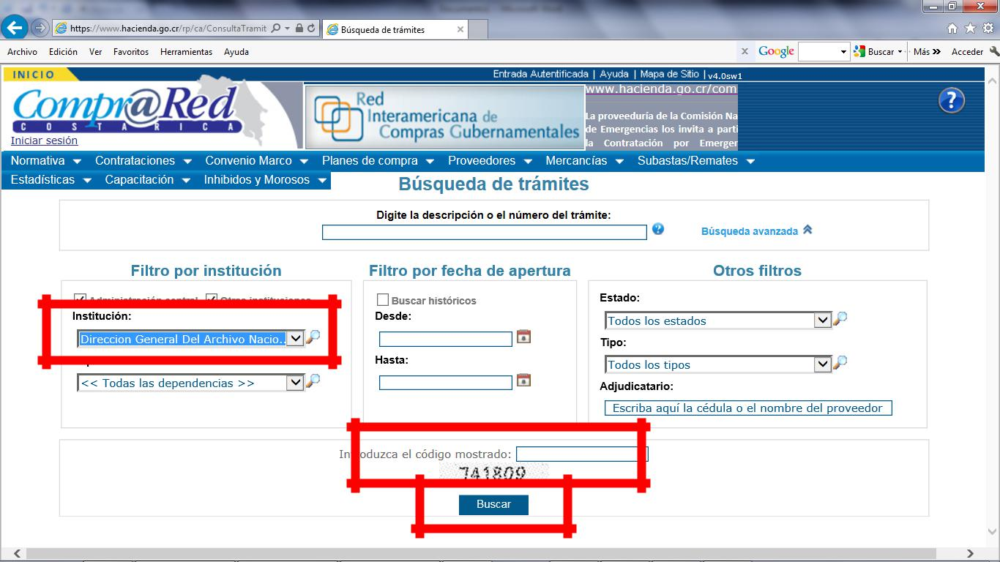 https://www.hacienda.go.cr/rp/ca/ConsultaTramit
Búsqueda de trámites
Archivo Edición Ver Favoritos Herramientas Ayuda
x Google Buscar Más Acceder
INICIO
Entrada Autentificada | Ayuda | Mapa de Sitio | v4.0sw1
Compr@Red
COSTARICA
Iniciar sesión
Red
Interamericana de
Compras Gubernamentales
www.hacienda.go.cr/com
La proveeduría de la Comisión Na
de Emergencias los invita a parti
la Contratación por Emerger
Normativa Contrataciones Convenio Marco Planes de compra Proveedores Mercancías Subastas/Remates
Estadísticas Capacitación Inhibidos y Morosos
Búsqueda de trámites
Digite la descripción o el número del trámite:
Búsqueda avanzada
Filtro por institución
Administración central Otras instituciones
Institución:
Direccion General Del Archivo Nacio..
<< Todas las dependencias >>
Filtro por fecha de apertura
Buscar históricos
Desde:
Hasta:
Otros filtros
Estado:
Todos los estados
Tipo:
Todos los tipos
Adjudicatario:
Escriba aquí la cédula o el nombre del proveedor
Introduzca el código mostrado:
741809
Buscar